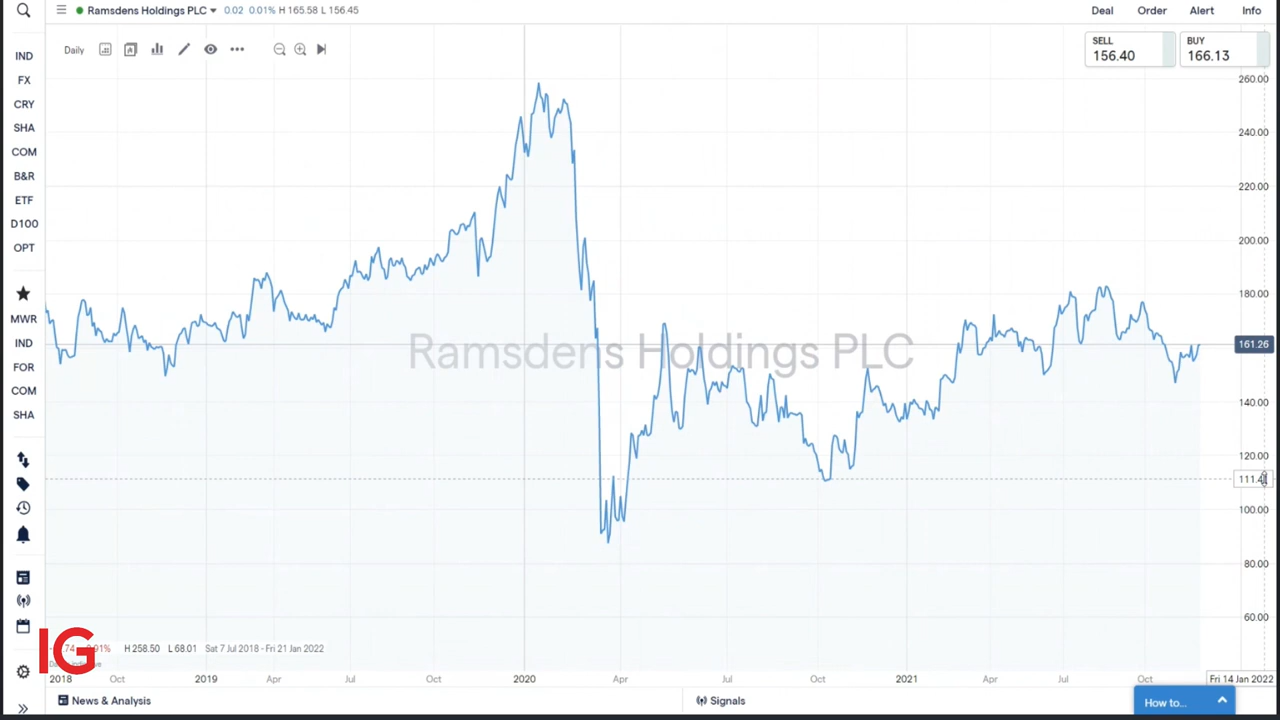 Ramsdens Holdings PLC 0.02 0.01% H 165.58 L 156.45
Deal Order Alert Info
Daily
SELL
156.40
BUY
166.13
IND
FX
CRY
SHA
COM
B&R
ETF
D100
OPT
MWR
IND
FOR
COM
SHA
260.00
240.00
220.00
200.00
180.00
161.26
140.00
120.00
100.00
80.00
60.00
Ramsdens Holdings PLC
IG
H 258.50 L 68.01 Sat 7 Jul 2018 - Fri 21 Jan 2022
2018 Oct 2019 Apr Jul Oct 2020 Apr Jul Oct 2021 Apr Jul Oct Fri 14 Jan 2022
News & Analysis
Signals
How to...